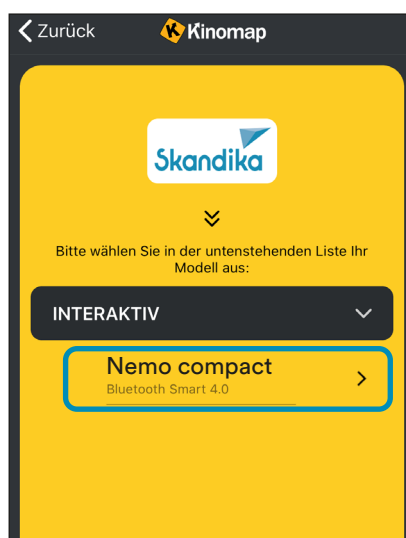 Zurück
Kinomap
Skandika
Bitte wählen Sie in der untenstehenden Liste Ihr
Modell aus:
INTERAKTIV
Nemo compact
Bluetooth Smart 4.0